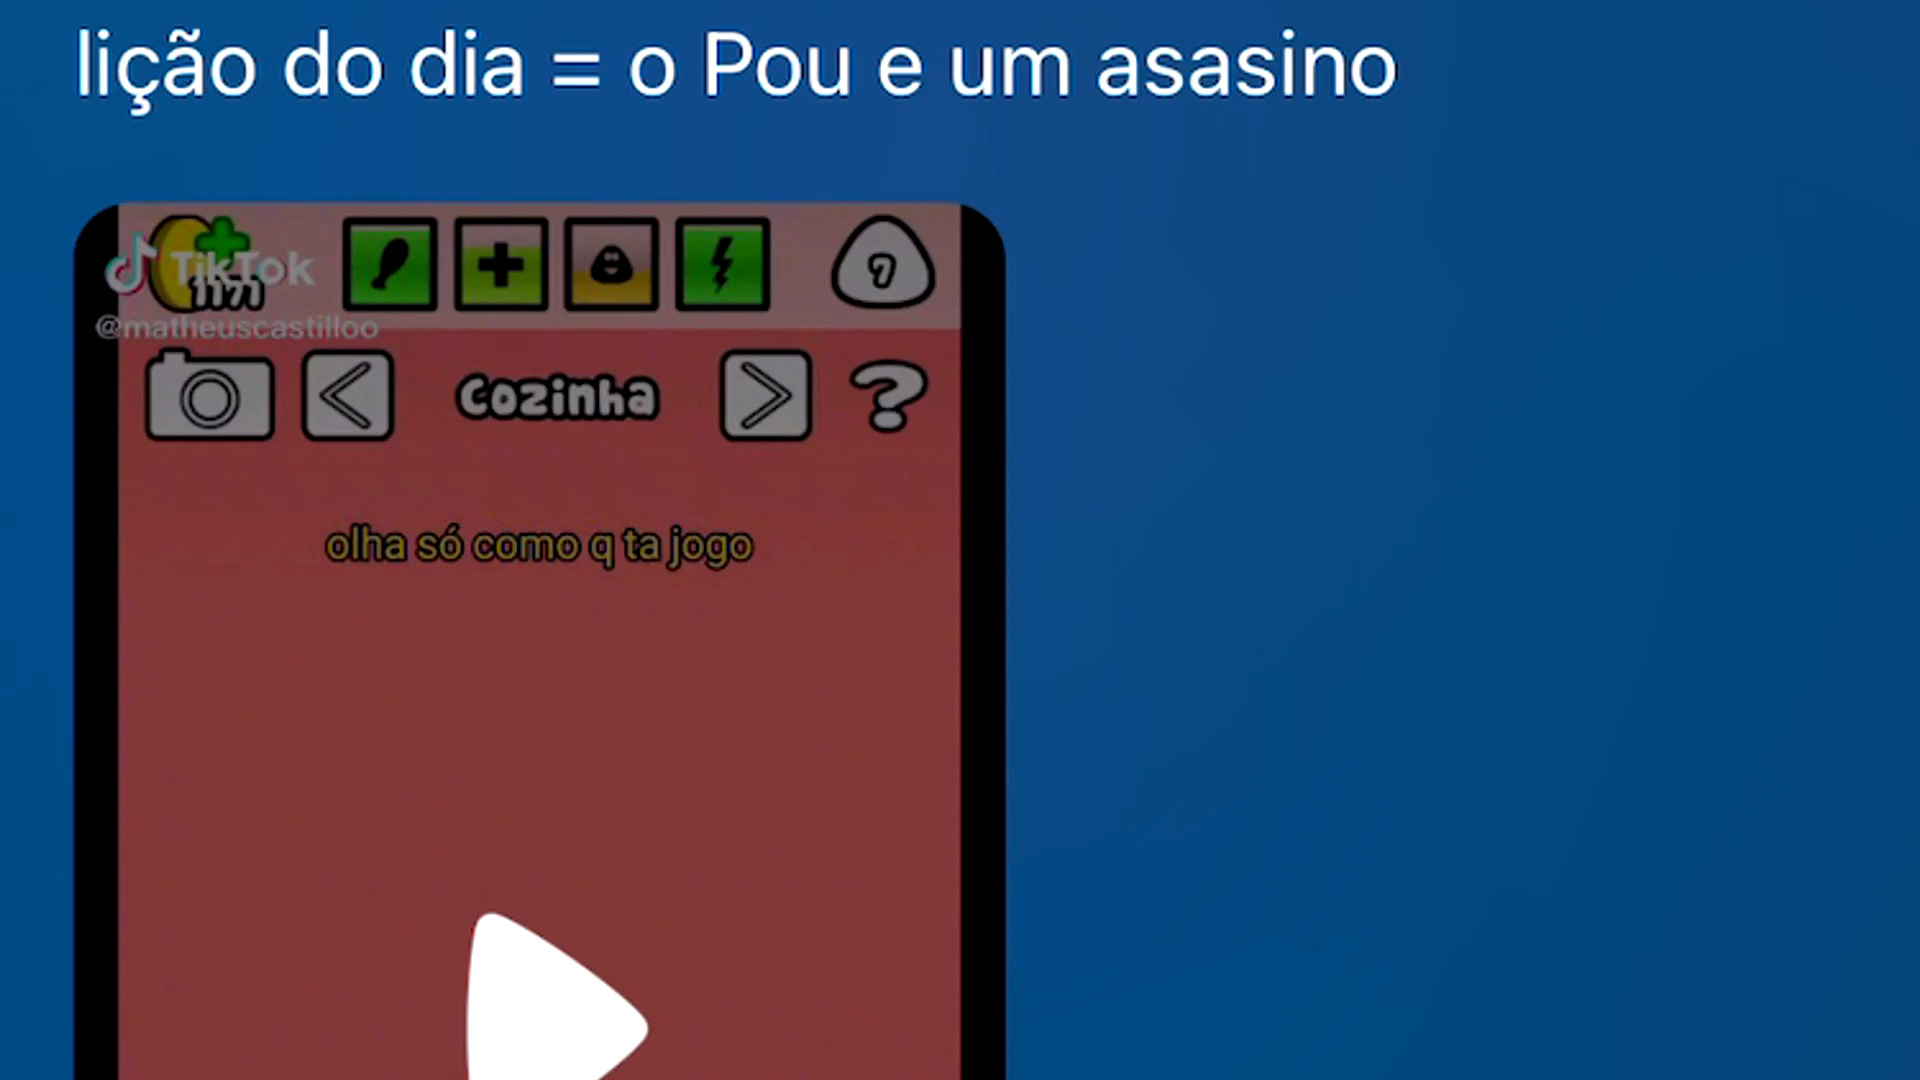 lição do dia = o Pou e um asasino
TikTok
1171
@matheuscastilloo
7
Cozinha
?
olha só como q ta jogo